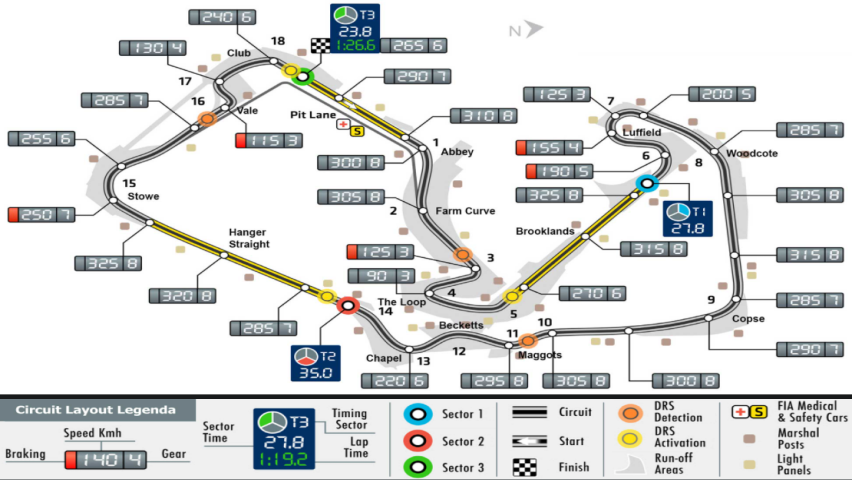 240 6
T3
23.8
1:26.6
265 6
N
130 4
Club
18
290 7
17
285 7
16
Vale
Pit Lane
S
310 8
125 3
200 5
7
115 3
1
Abbey
155 4
Luffield
285 7
255 6
300 8
6
8
Woodcote
190 5
15
Stowe
305 8
2
Farm Curve
325 8
305 8
250 7
T1
27.8
Hanger
Straight
Brooklands
125 3
3
315 8
315 8
325 8
90 3
320 8
The Loop
4
270 6
9
285 7
14
5
Copse
285 7
Becketts
11
10
T2
35.0
Chapel
13
12
Maggots
290 7
220 6
295 8
305 8
300 8
Circuit Layout Legenda
Speed Kmh
Braking
140 4
Gear
Sector
Time
T3
27.8
1:19.2
Timing
Sector
Lap
Time
Sector 1
Sector 2
Sector 3
Circuit
Start
Finish
DRS
Detection
DRS
Activation
Run-off
Areas
S
FIA Medical
& Safety Cars
Marshal
Posts
Light
Panels